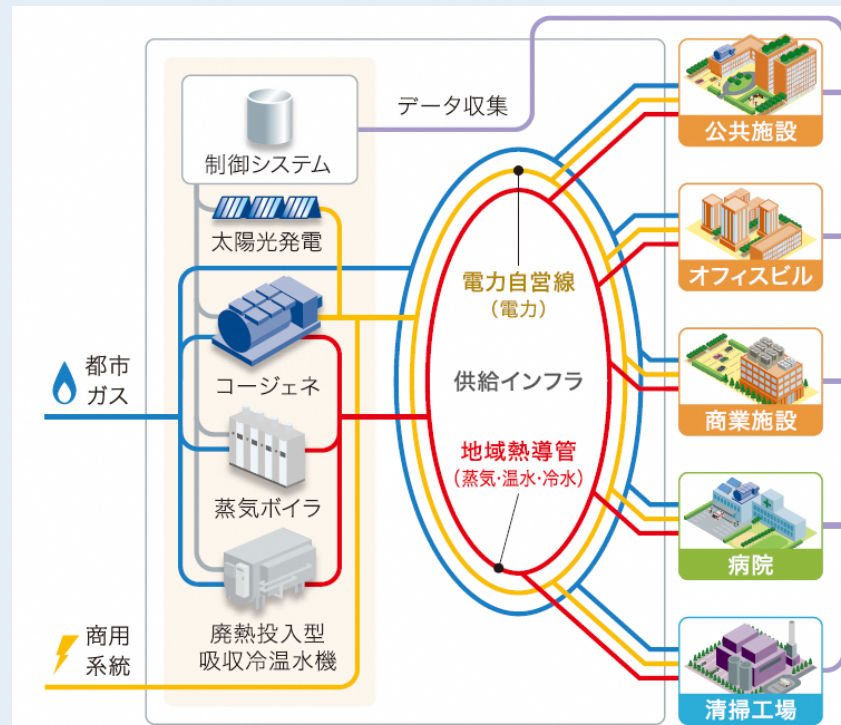 データ収集
制御システム
太陽光発電
コージェネ
蒸気ボイラ
廃熱投入型
吸収冷温水機
都市
ガス
商用
系統
電力自営線
(電力)
供給インフラ
地域熱導管
(蒸気・温水・冷水)
公共施設
オフィスビル
商業施設
病院
清掃工場